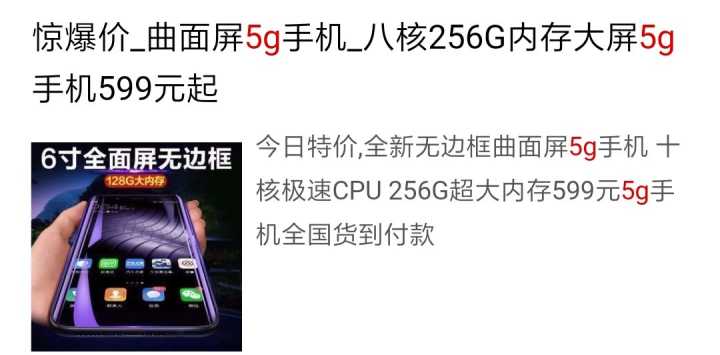 惊爆价_曲面屏5g手机_八核256G内存大屏5g
手机599元起
6寸全面屏无边框
128G大内存
今日特价,全新无边框曲面屏5g手机 十
核极速CPU 256G超大内存599元5g手
机全国货到付款